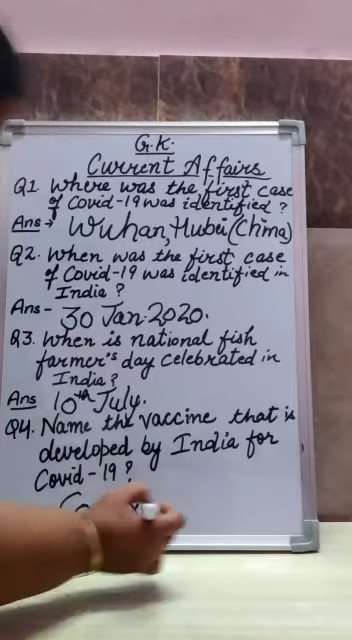 G.K.
Current Affairs
Q1 Where was the first case
of Covid-19 was identified ?
Ans→ Wuhan, Hubei (China)
Q2. When was the first case
of Covid-19 was identified in
India ?
Ans- 30 Jan. 2020.
Q3. When is national fish
farmer's day celebrated in
India?
Ans 10th July.
Q4. Name the vaccine that is
developed by India for
Covid-19 ?